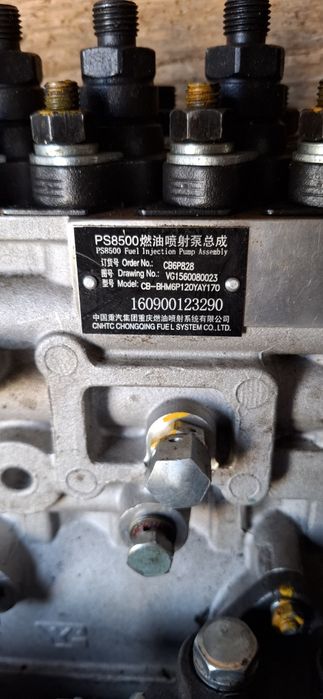 PS8500燃油喷射泵总成
PS8500 Fuel Injection Pump Assembly
订货号 Order No.: CB6P828
图号 Drawing No.: VG1560080023
型号 Model: CB-BHM6P120YAY170
160900123290
中国重汽集团重庆燃油喷射系统有限公司
CNHTC CHONGQING FUEL SYSTEM CO.,LTD.